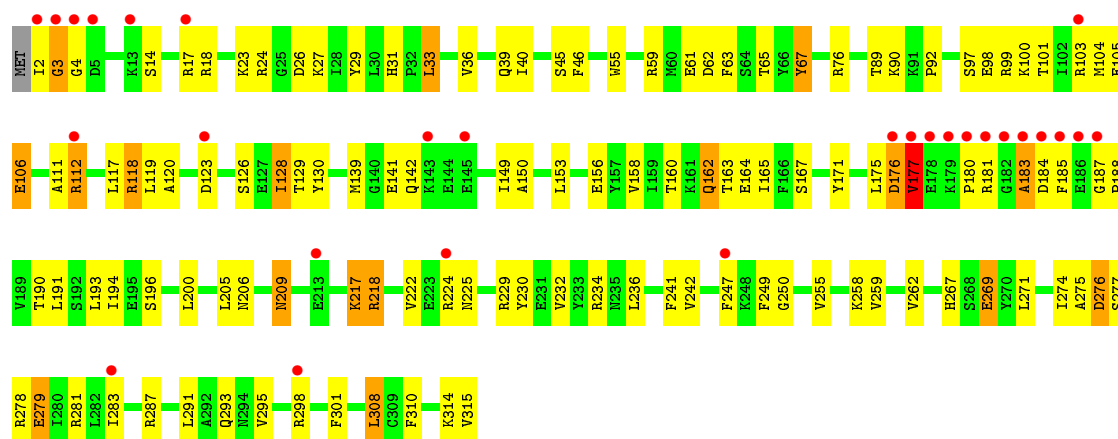 MET I2 G3 G4 D5 K13 S14 R17 R18 K23 R24 G25 D26 K27 I28 Y29 L30 H31 P32 L33 V36 Q39 I40 S45 F46 W55 R59 M60 E61 D62 F63 S64 T65 Y66 Y67 R76 T89 K90 K91 P92 S97 E98 R99 K100 T101 I102 R103 M104
E106 A111 R112 L117 R118 L119 A120 D123 S126 E127 I128 T129 Y130 M139 G140 E141 Q142 K143 E144 E145 I149 A150 L153 E156 Y157 V158 I159 T160 K161 Q162 T163 E164 I165 F166 S167 Y171 L175 D176 V177 E178 K179 P180 R181 G182 A183 D184 F185 E186 G187
V189 T190 L191 S192 L193 I194 E195 S196 L200 L205 N206 N209 E213 K217 R218 V222 E223 R224 N225 R229 Y230 E231 V232 Y233 R234 N235 L236 F241 V242 F247 K248 F249 G250 V255 K258 V259 V262 H267 S268 E269 Y270 L271 I274 A275 D276 S277
R278 E279 I280 R281 L282 I283 R287 L291 A292 Q293 N294 V295 R298 F301 L308 C309 F310 K314 V315